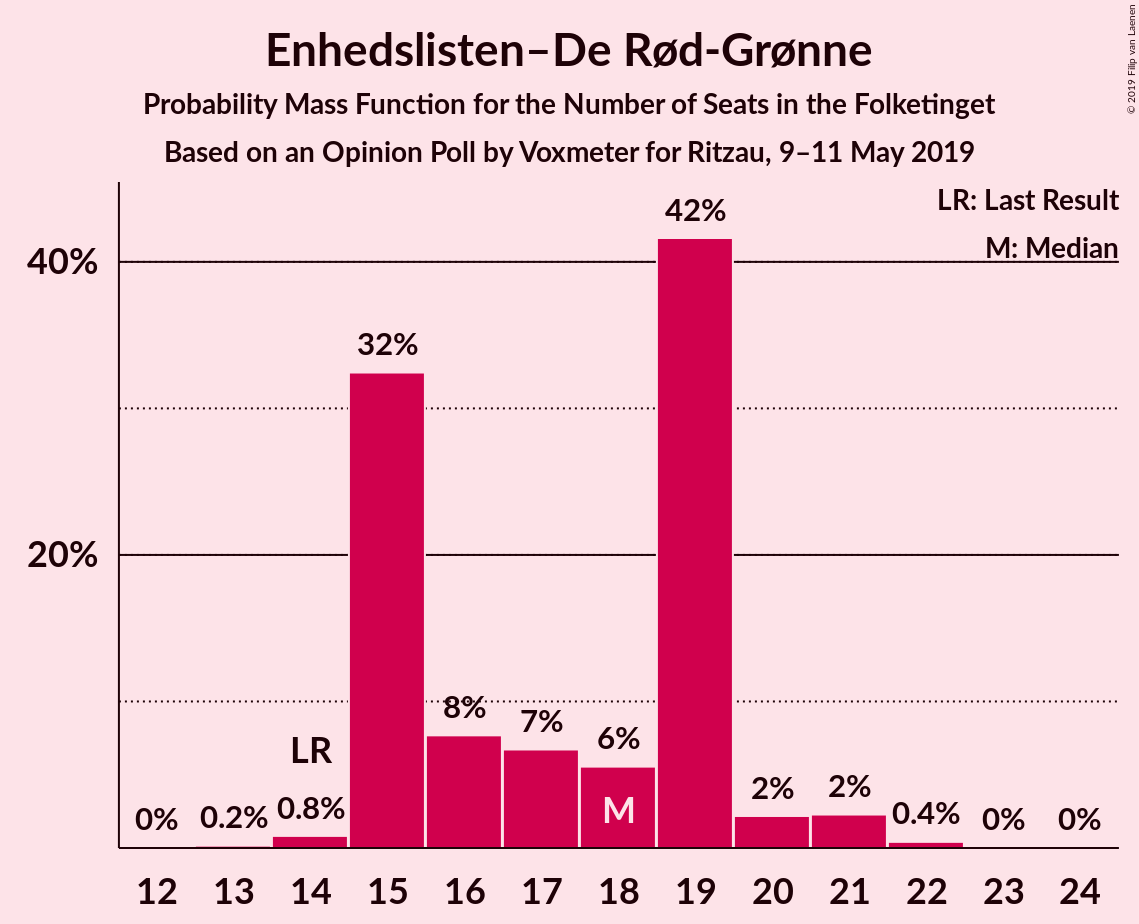 Enhedslisten–De Rød-Grønne
Probability Mass Function for the Number of Seats in the Folketinget
Based on an Opinion Poll by Voxmeter for Ritzau, 9–11 May 2019
© 2019 Filip van Laenen
LR: Last Result
M: Median
40%
20%
0%
0.2%
0.8%
LR
32%
8%
7%
6%
M
42%
2%
2%
0.4%
0%
0%
12 13 14 15 16 17 18 19 20 21 22 23 24